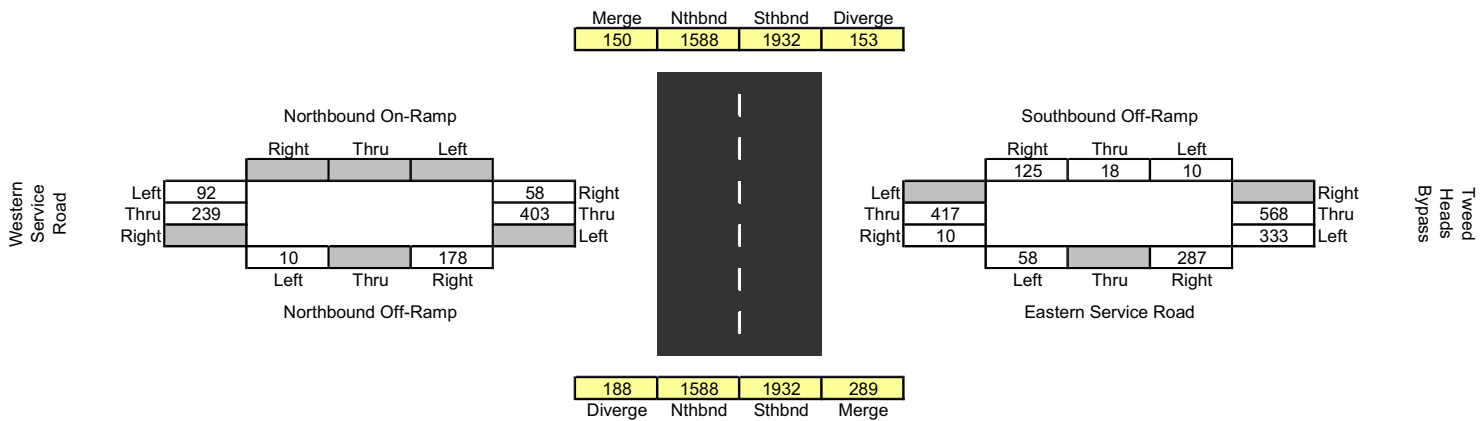 Merge Nthbnd Sthbnd Diverge
150 1588 1932 153
Northbound On-Ramp
Right Thru Left
Western
Service
Road
Left 92 58 Right
Thru 239 403 Thru
Right Left
10 178
Left Thru Right
Northbound Off-Ramp
Southbound Off-Ramp
Right Thru Left
125 18 10
Left Right
Thru 417 568 Thru
Right 10 333 Left
58 287
Left Thru Right
Eastern Service Road
Tweed
Heads
Bypass
188 1588 1932 289
Diverge Nthbnd Sthbnd Merge